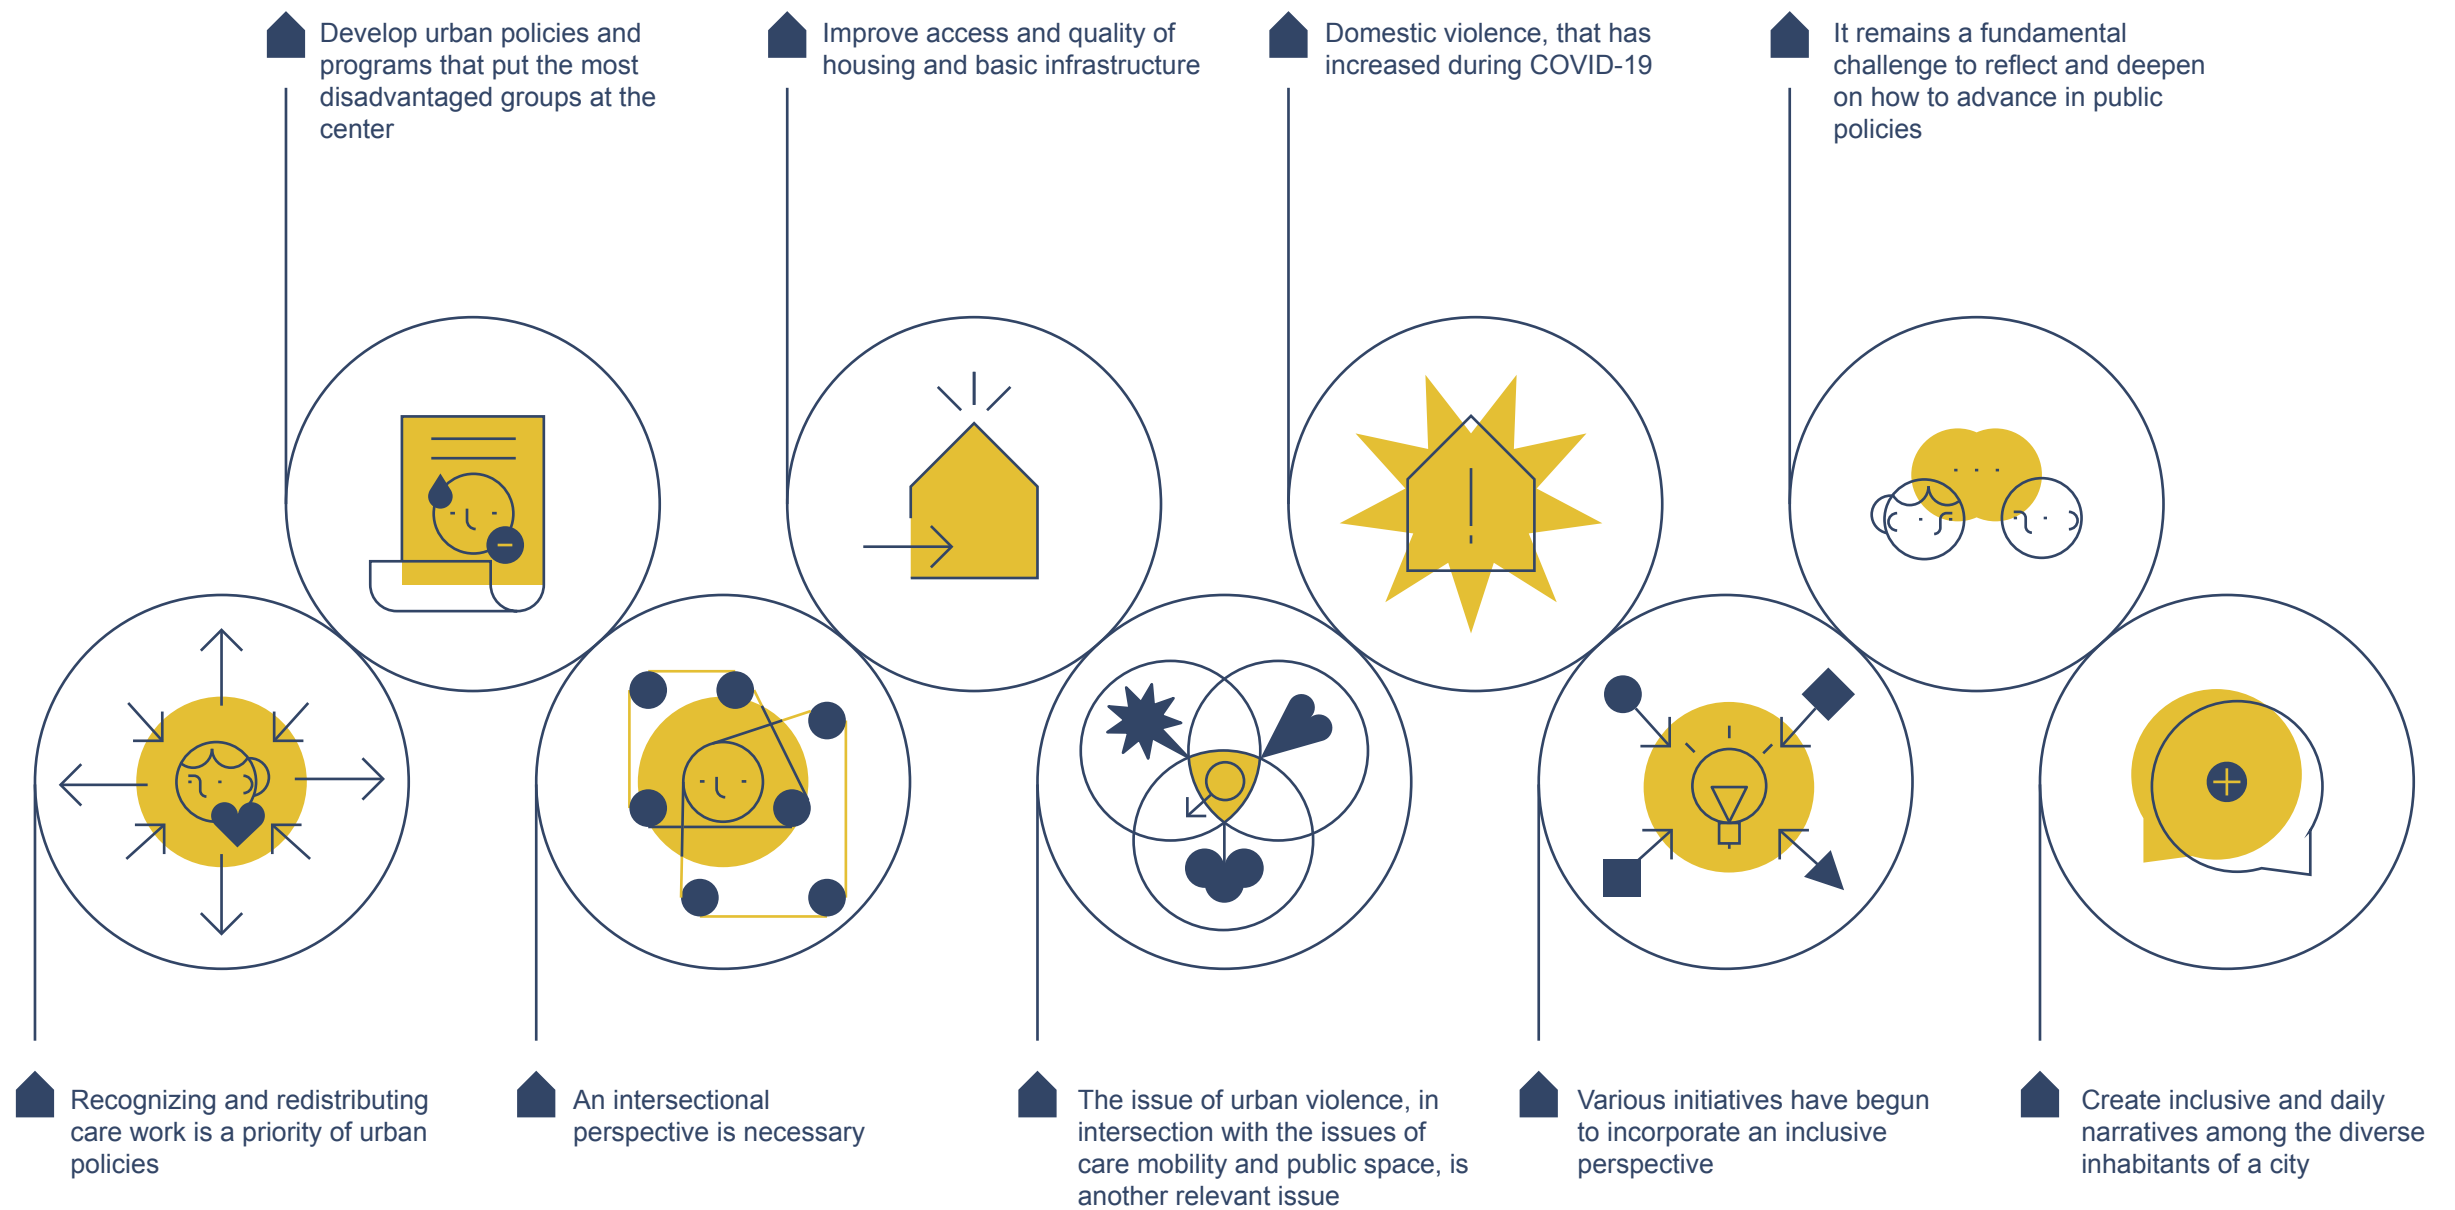 Develop urban policies and
programs that put the most
disadvantaged groups at the
center
Improve access and quality of
housing and basic infrastructure
Domestic violence, that has
increased during COVID-19
It remains a fundamental
challenge to reflect and deepen
on how to advance in public
policies
Recognizing and redistributing
care work is a priority of urban
policies
An intersectional
perspective is necessary
The issue of urban violence, in
intersection with the issues of
care mobility and public space, is
another relevant issue
Various initiatives have begun
to incorporate an inclusive
perspective
Create inclusive and daily
narratives among the diverse
inhabitants of a city